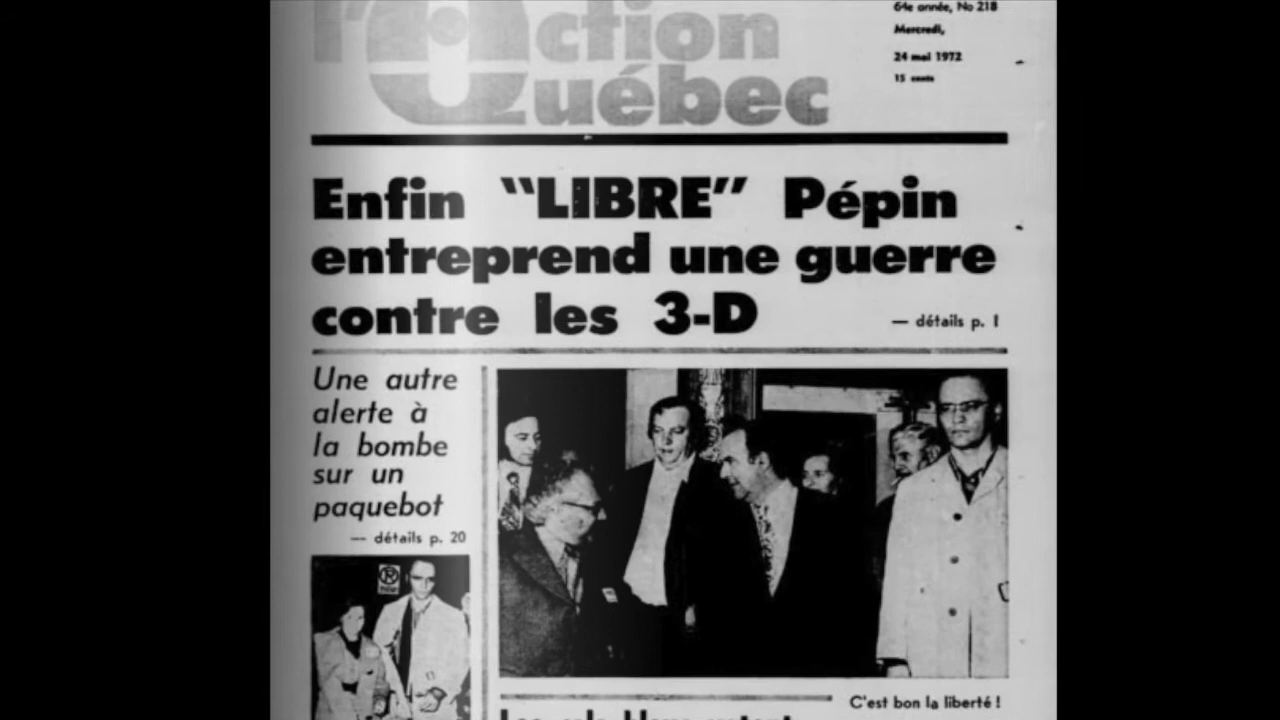 l'Action
Québec
64e année, No 218
Mercredi,
24 mai 1972
15 cents
Enfin "LIBRE" Pépin
entreprend une guerre
contre les 3-D
— détails p. 1
Une autre
alerte à
la bombe
sur un
paquebot
— détails p. 20
C'est bon la liberté !